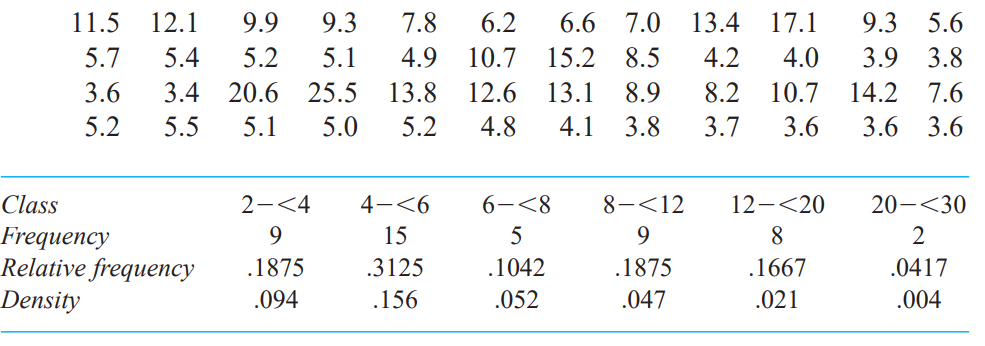 11.5 12.1 9.9 9.3 7.8 6.2 6.6 7.0 13.4 17.1 9.3 5.6
5.7 5.4 5.2 5.1 4.9 10.7 15.2 8.5 4.2 4.0 3.9 3.8
3.6 3.4 20.6 25.5 13.8 12.6 13.1 8.9 8.2 10.7 14.2 7.6
5.2 5.5 5.1 5.0 5.2 4.8 4.1 3.8 3.7 3.6 3.6 3.6
Class 2–<4 4–<6 6–<8 8–<12 12–<20 20–<30
Frequency 9 15 5 9 8 2
Relative frequency .1875 .3125 .1042 .1875 .1667 .0417
Density .094 .156 .052 .047 .021 .004